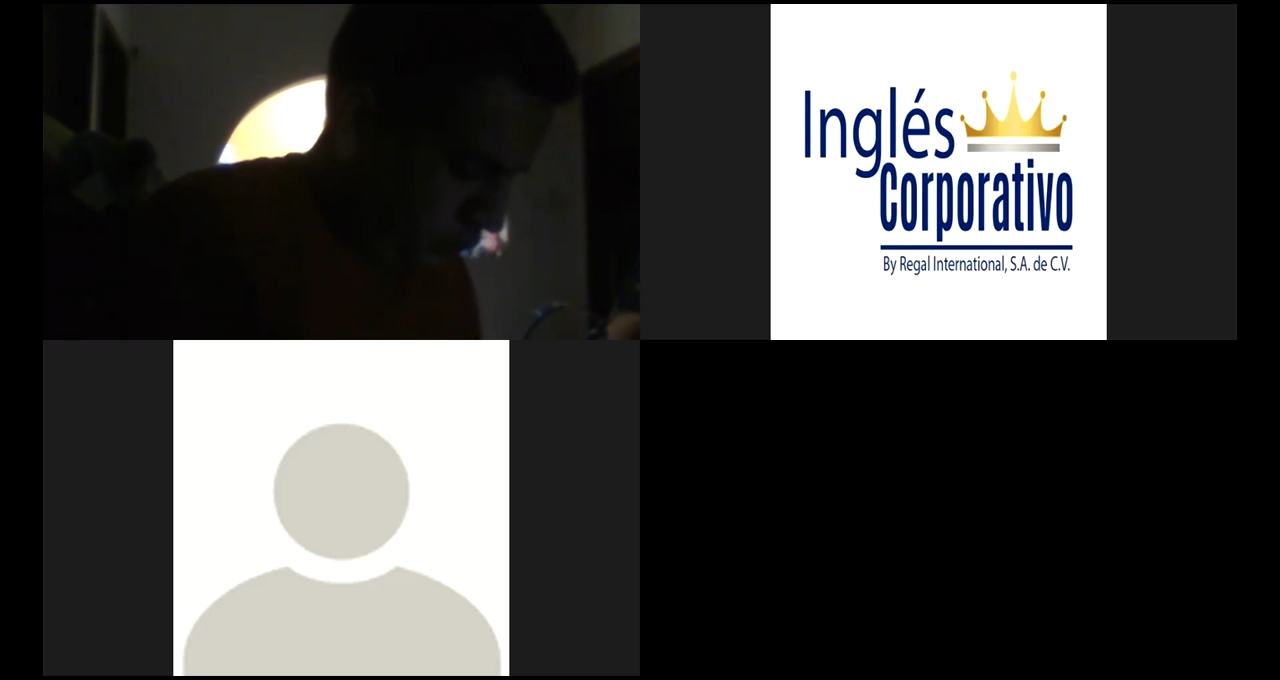 Inglés
Corporativo
By Regal International, S.A. de C.V.